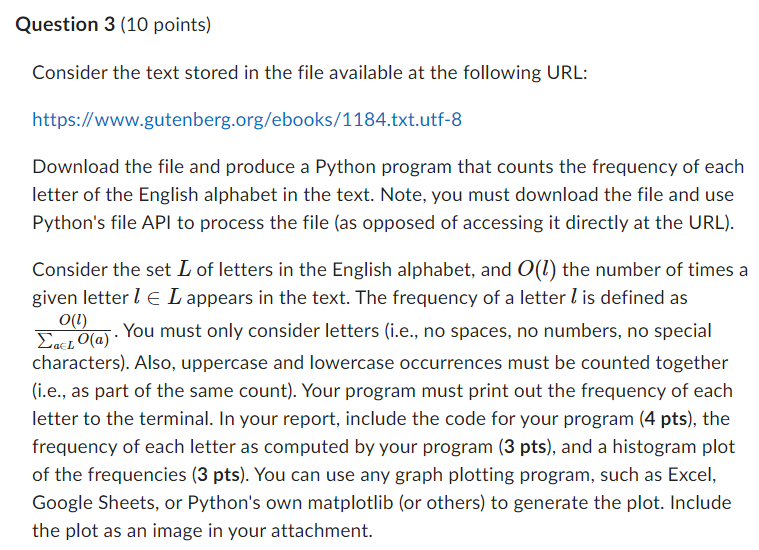 Question 3 (10 points)
Consider the text stored in the file available at the following URL:
https://www.gutenberg.org/ebooks/1184.txt.utf-8
Download the file and produce a Python program that counts the frequency of each
letter of the English alphabet in the text. Note, you must download the file and use
Python's file API to process the file (as opposed of accessing it directly at the URL).
Consider the set L of letters in the English alphabet, and O(l) the number of times a
given letter l ∈ L appears in the text. The frequency of a letter l is defined as
O(l) / ∑a∈L O(a) . You must only consider letters (i.e., no spaces, no numbers, no special
characters). Also, uppercase and lowercase occurrences must be counted together
(i.e., as part of the same count). Your program must print out the frequency of each
letter to the terminal. In your report, include the code for your program (4 pts), the
frequency of each letter as computed by your program (3 pts), and a histogram plot
of the frequencies (3 pts). You can use any graph plotting program, such as Excel,
Google Sheets, or Python's own matplotlib (or others) to generate the plot. Include
the plot as an image in your attachment.